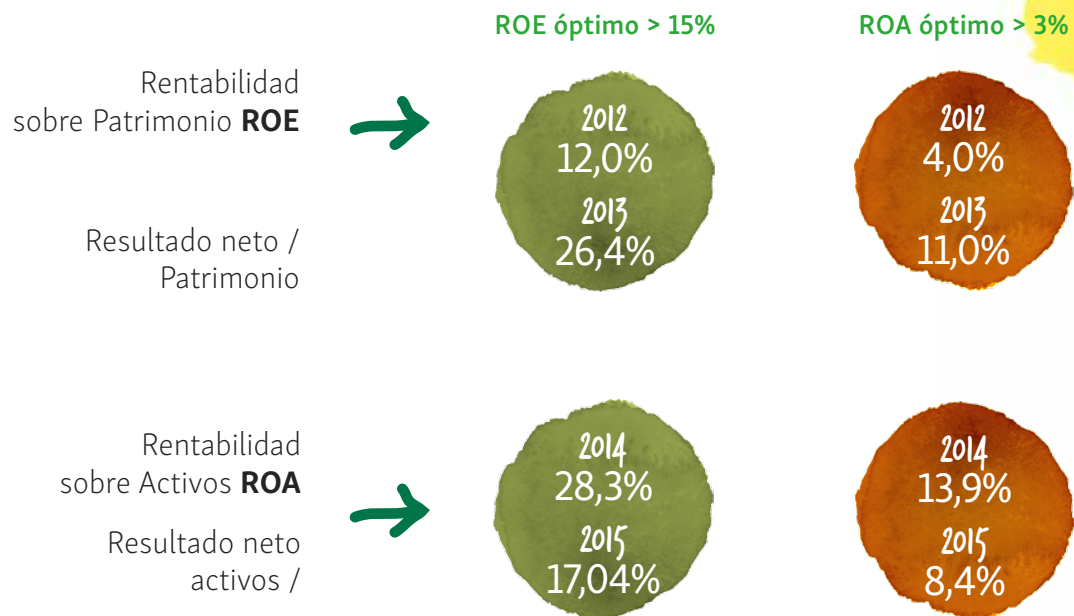 ROE óptimo > 15%
ROA óptimo > 3%
Rentabilidad
sobre Patrimonio ROE
Resultado neto /
Patrimonio
2012
12,0%
2013
26,4%
2012
4,0%
2013
11,0%
Rentabilidad
sobre Activos ROA
Resultado neto
activos /
2014
28,3%
2015
17,04%
2014
13,9%
2015
8,4%